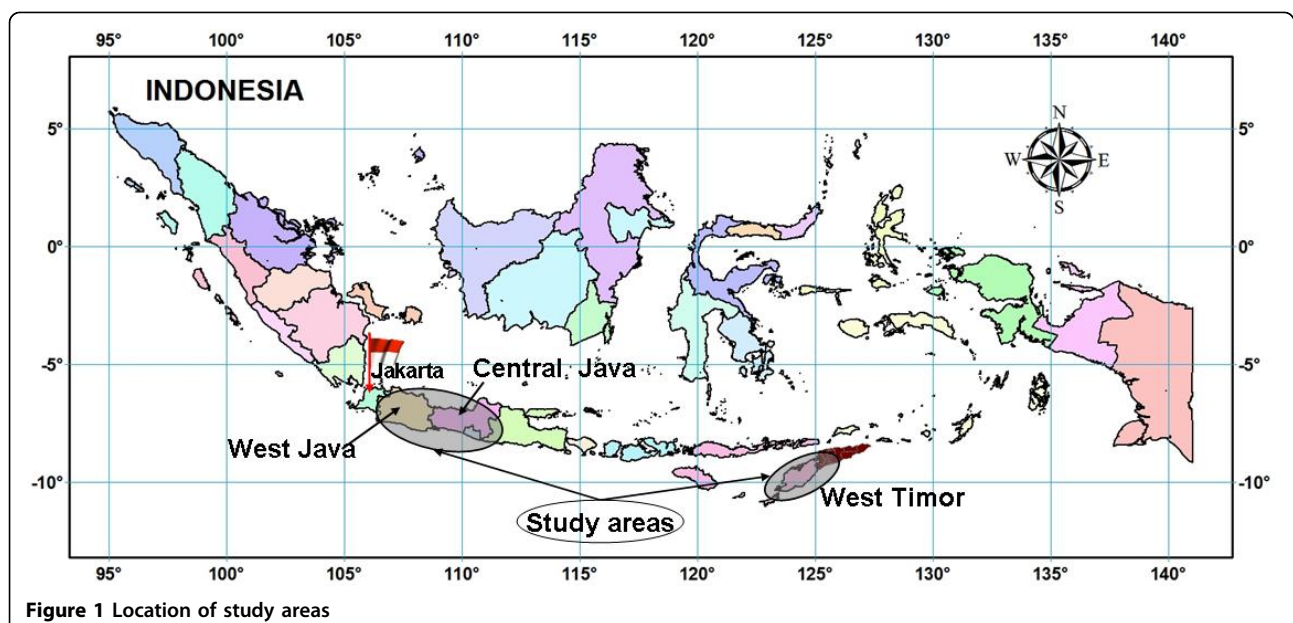 95° 100° 105° 110° 115° 120° 125° 130° 135° 140°
INDONESIA
N
W E
S
5° 5°
0° 0°
-5° -5°
Jakarta
Central Java
West Java
-10° -10°
West Timor
Study areas
95° 100° 105° 110° 115° 120° 125° 130° 135° 140°
Figure 1 Location of study areas